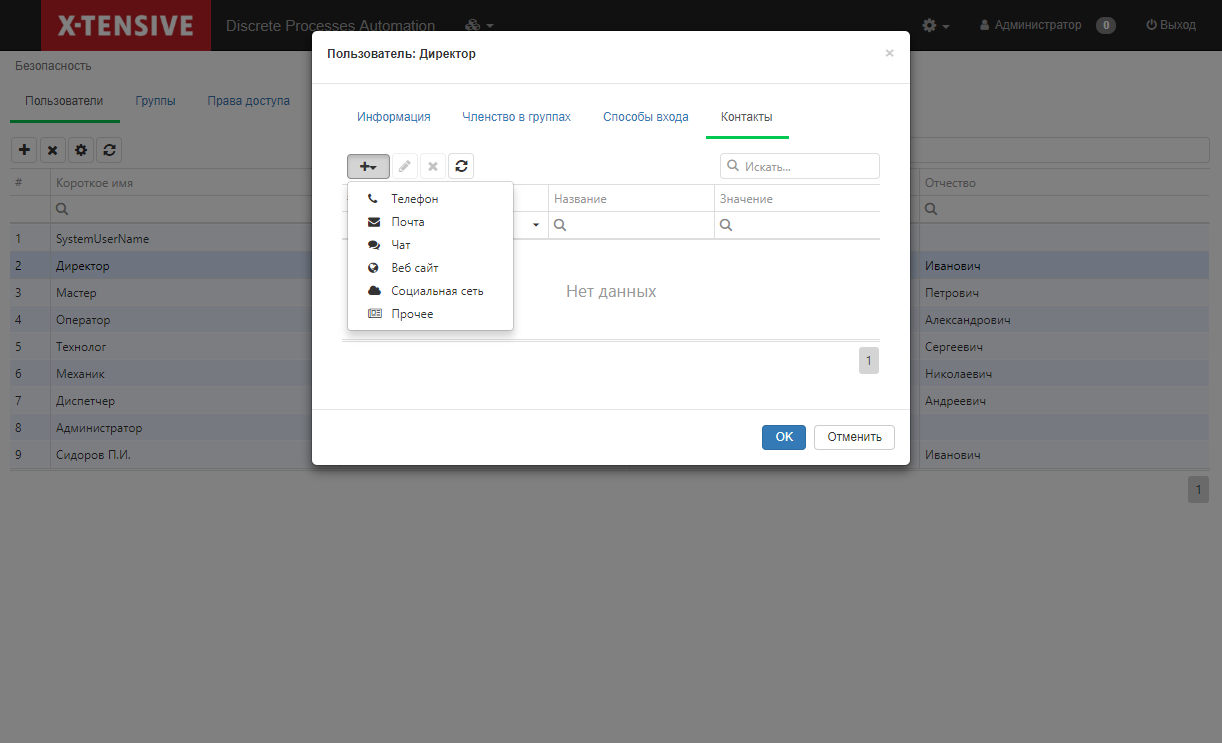 X-TENSIVE
Discrete Processes Automation
Администратор
0
Выход
Безопасность
Пользователи
Группы
Права доступа
#
Короткое имя
Отчество
1
SystemUserName
2
Директор
Иванович
3
Мастер
Петрович
4
Оператор
Александрович
5
Технолог
Сергеевич
6
Механик
Николаевич
7
Диспетчер
Андреевич
8
Администратор
9
Сидоров П.И.
Иванович
1
Пользователь: Директор
×
Информация
Членство в группах
Способы входа
Контакты
Искать...
Название
Значение
Телефон
Почта
Чат
Веб сайт
Социальная сеть
Прочее
Нет данных
1
OK
Отменить